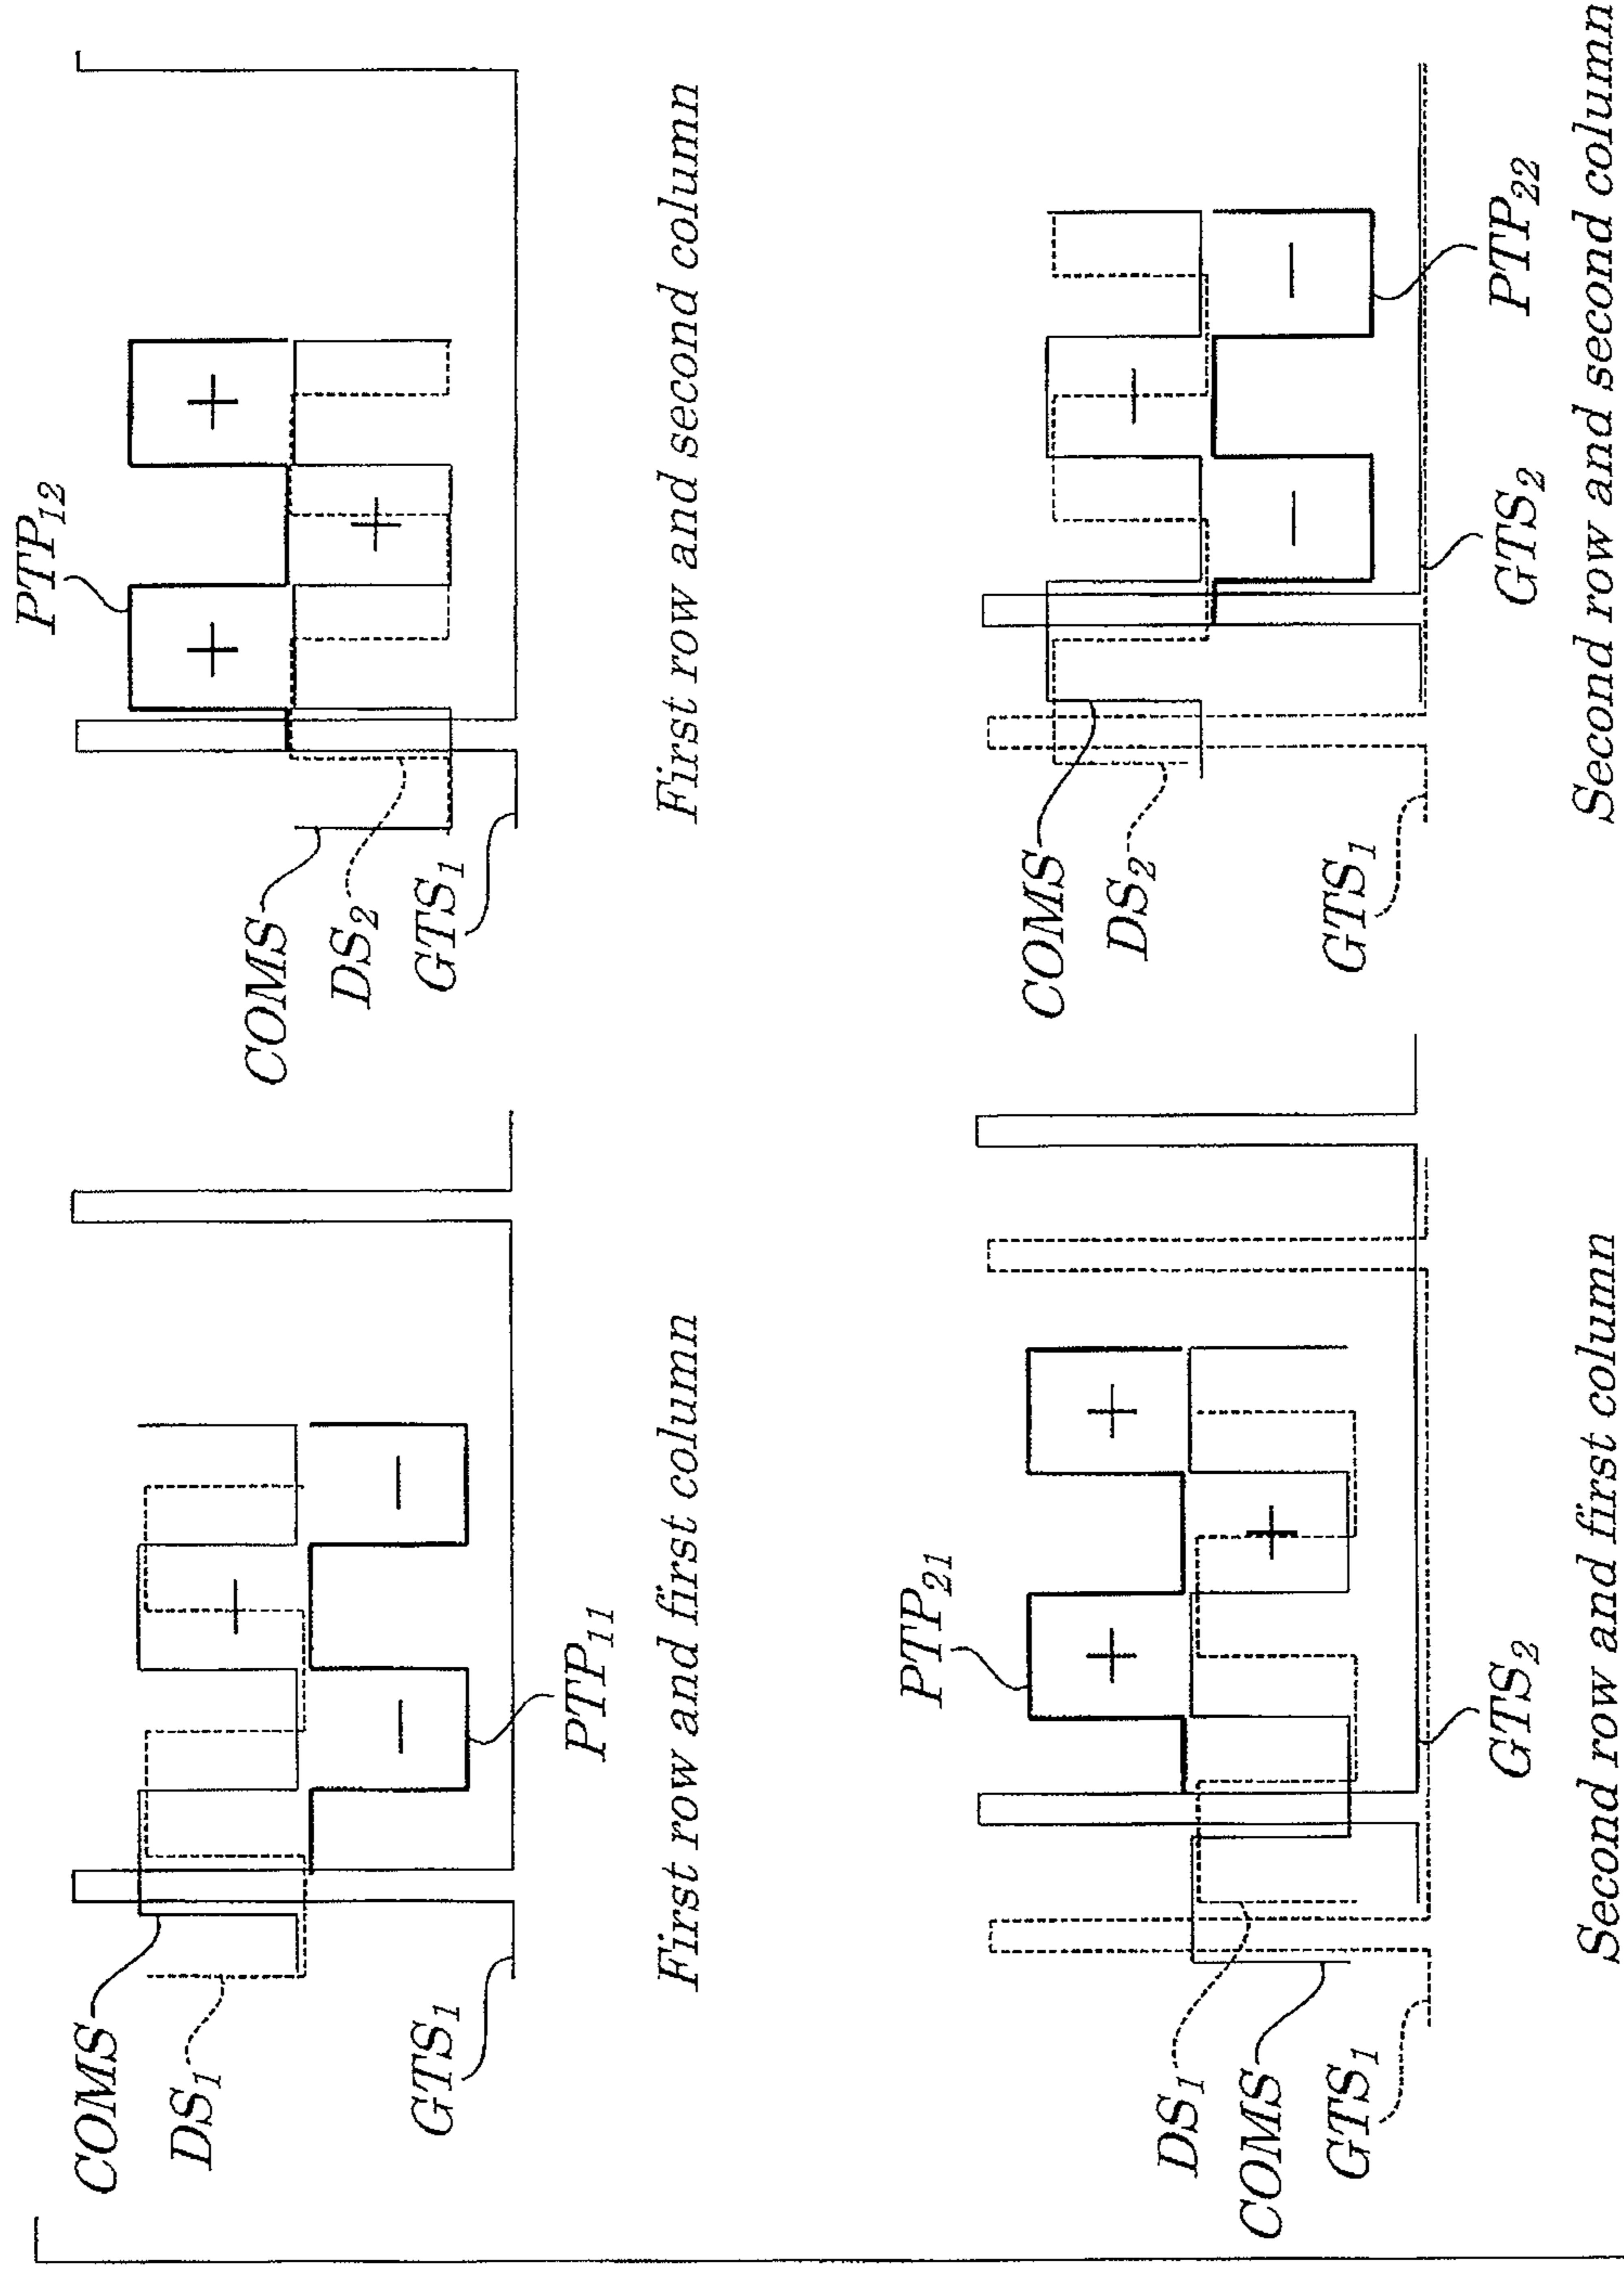 COMS
DS1
GTS1
PTP11
First row and first column
PTP12
COMS
DS2
GTS1
First row and second column
PTP21
DS1
COMS
GTS1
GTS2
Second row and first column
COMS
DS2
GTS1
GTS2
PTP22
Second row and second column